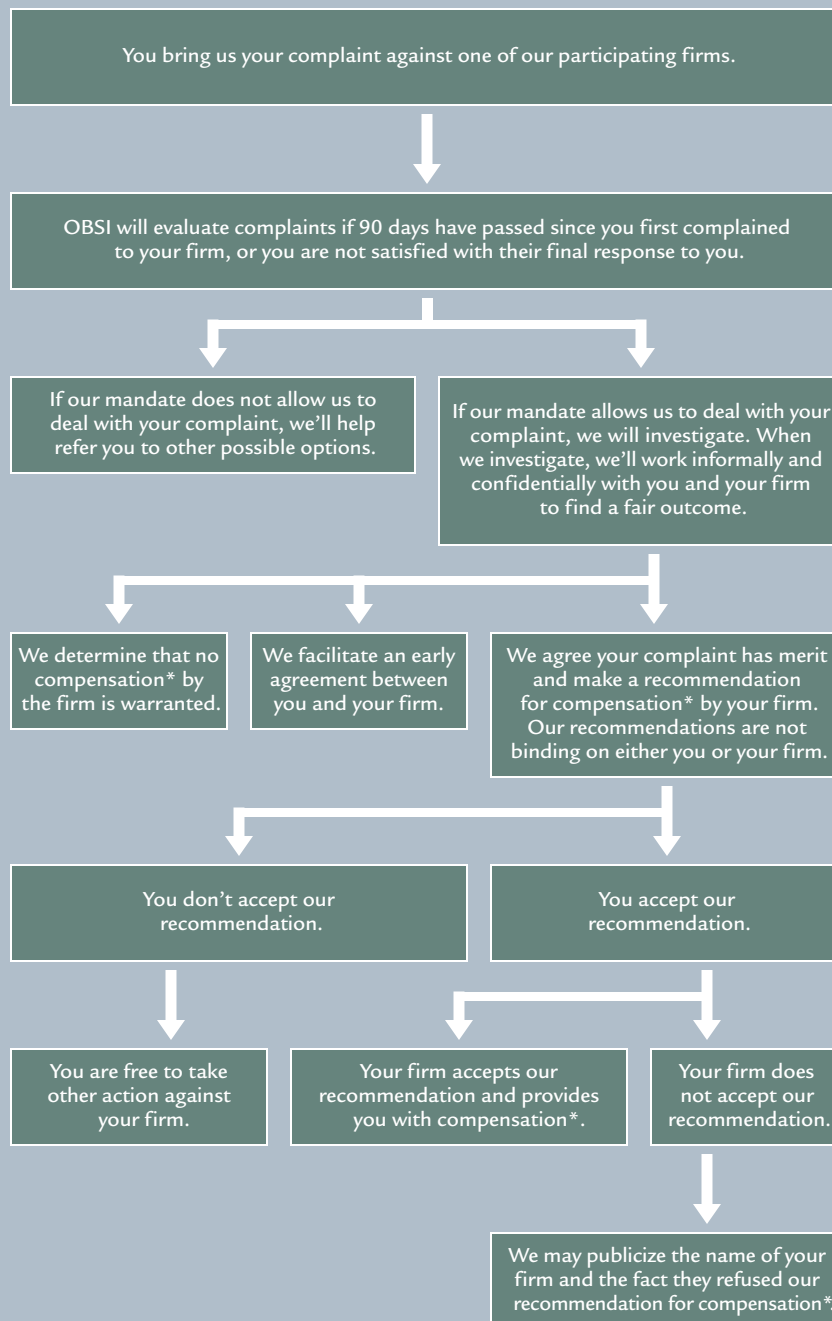 You bring us your complaint against one of our participating firms.
OBSI will evaluate complaints if 90 days have passed since you first complained
to your firm, or you are not satisfied with their final response to you.
If our mandate does not allow us to
deal with your complaint, we’ll help
refer you to other possible options.
If our mandate allows us to deal with your
complaint, we will investigate. When
we investigate, we’ll work informally and
confidentially with you and your firm
to find a fair outcome.
We determine that no
compensation* by
the firm is warranted.
We facilitate an early
agreement between
you and your firm.
We agree your complaint has merit
and make a recommendation
for compensation* by your firm.
Our recommendations are not
binding on either you or your firm.
You don’t accept our
recommendation.
You accept our
recommendation.
You are free to take
other action against
your firm.
Your firm accepts our
recommendation and provides
you with compensation*.
Your firm does
not accept our
recommendation.
We may publicize the name of your
firm and the fact they refused our
recommendation for compensation*.